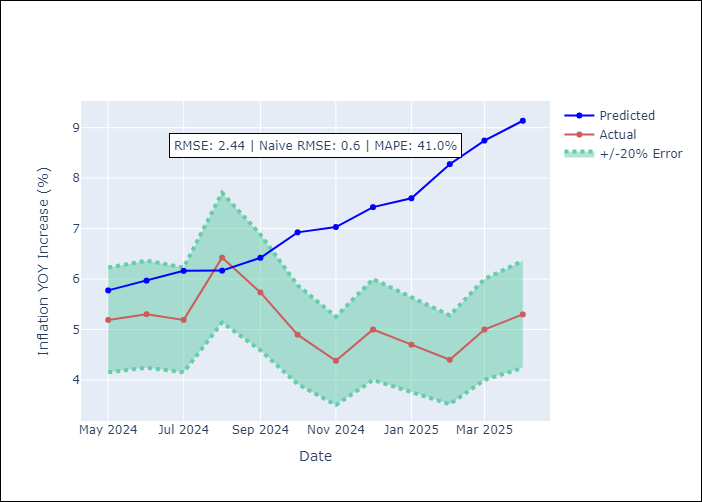 Predicted
Actual
+/-20% Error
RMSE: 2.44 | Naive RMSE: 0.6 | MAPE: 41.0%
Inflation YOY Increase (%)
9
8
7
6
5
4
May 2024
Jul 2024
Sep 2024
Nov 2024
Jan 2025
Mar 2025
Date